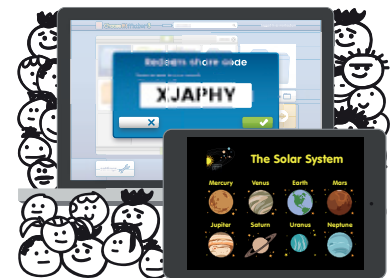 Redeem share code
XJAPHY
The Solar System
Mercury Venus Earth Mars
Jupiter Saturn Uranus Neptune